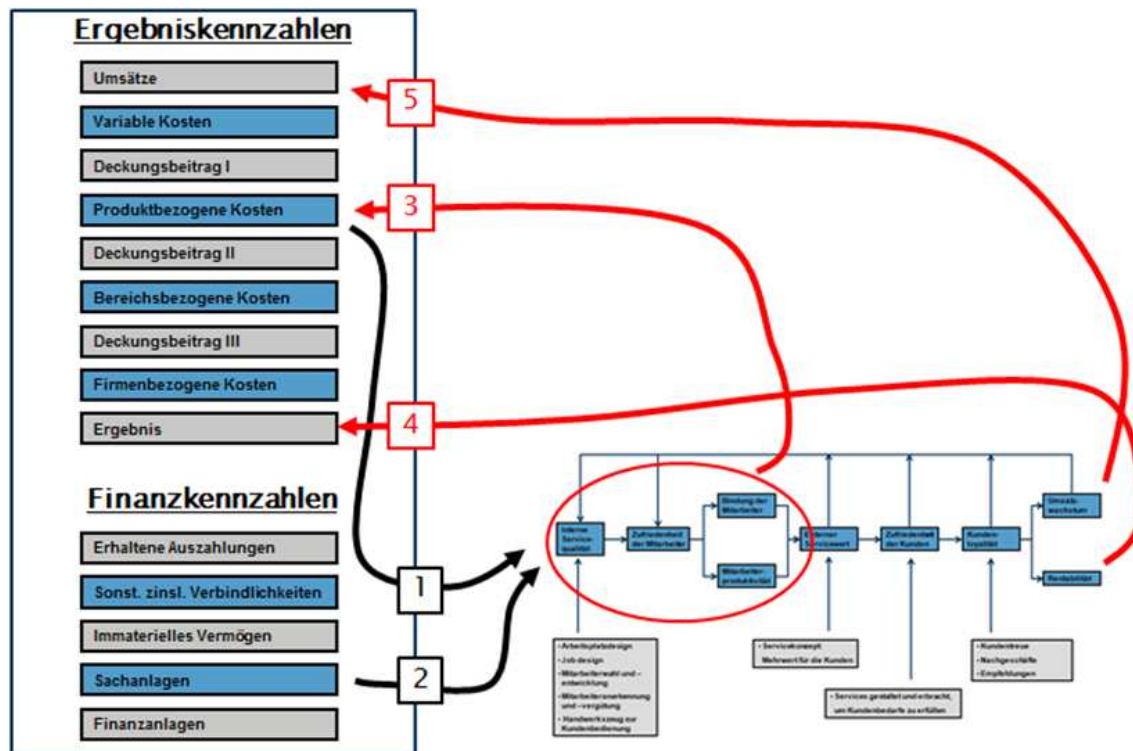 Ergebniskennzahlen
Umsätze
Variable Kosten
Deckungsbeitrag I
Produktbezogene Kosten
Deckungsbeitrag II
Bereichsbezogene Kosten
Deckungsbeitrag III
Firmenbezogene Kosten
Ergebnis
Finanzkennzahlen
Erhaltene Auszahlungen
Sonst. zinsl. Verbindlichkeiten
Immaterielles Vermögen
Sachanlagen
Finanzanlagen
5
3
4
1
2
Interne
Service-
qualität
Zufriedenheit
der Mitarbeiter
Bindung der
Mitarbeiter
Mitarbeiter-
produktivität
Externer
Servicewert
Zufriedenheit
der Kunden
Kunden-
loyalität
Umsatz-
wachstum
Rentabilität
• Arbeitsplatzdesign
• Job design
• Mitarbeiterwahl und –
entwicklung
• Mitarbeiteranerkennung
und –vergütung
• Handwerkszeug zur
Kundenbedienung
• Servicekonzept:
Mehrwert für die Kunden
• Services gestaltet und erbracht,
um Kundenbedarfe zu
erfüllen
• Kundentreue
• Nachgeschäfte
• Empfehlungen